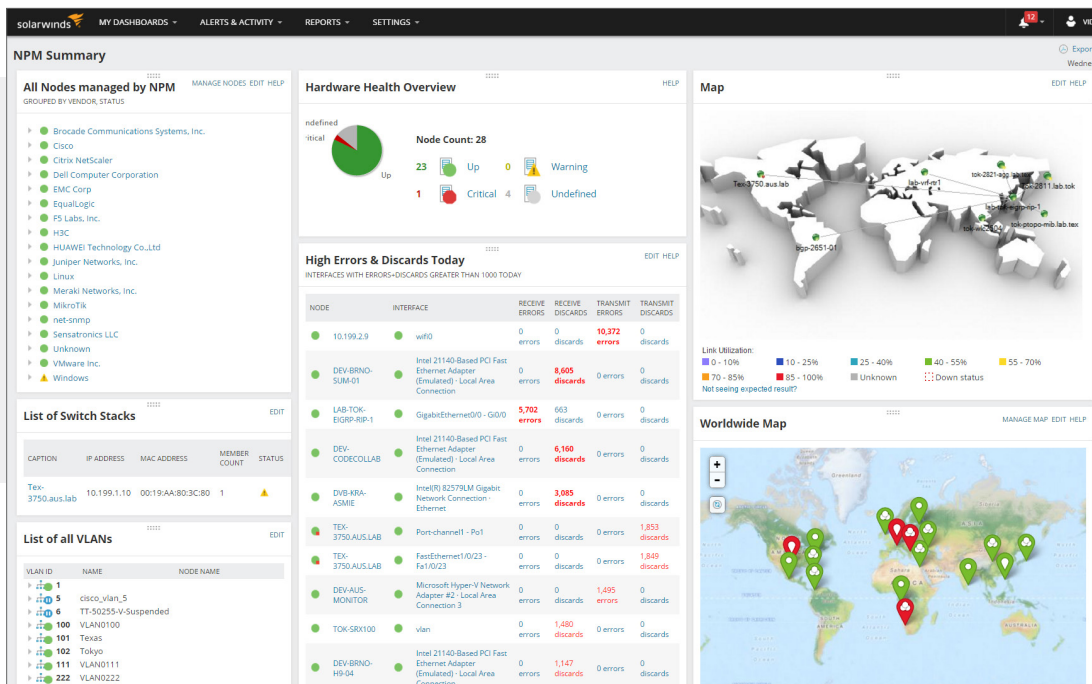 solarwinds MY DASHBOARDS ALERTS & ACTIVITY REPORTS SETTINGS 12
NPM Summary
All Nodes managed by NPM MANAGE NODES EDIT HELP
GROUPED BY VENDOR, STATUS
Brocade Communications Systems, Inc.
Cisco
Citrix NetScaler
Dell Computer Corporation
EMC Corp
EqualLogic
F5 Labs, Inc.
H3C
HUAWEI Technology Co.,Ltd
Juniper Networks, Inc.
Linux
Meraki Networks, Inc.
MikroTik
net-snmp
Sensatronics LLC
Unknown
VMware Inc.
Windows
List of Switch Stacks EDIT
CAPTION IP ADDRESS MAC ADDRESS MEMBER COUNT STATUS
Tex-3750.aus.lab 10.199.1.10 00:19:AA:80:3C:80 1
List of all VLANs EDIT
VLAN ID NAME NODE NAME
1
5 cisco_vlan_5
6 TT-50255-V-Suspended
100 VLAN0100
101 Texas
102 Tokyo
111 VLAN0111
222 VLAN0222
Hardware Health Overview HELP
Up
Node Count: 28
23 Up 0 Warning
1 Critical 4 Undefined
High Errors & Discards Today EDIT HELP
INTERFACES WITH ERRORS+DISCARDS GREATER THAN 1000 TODAY
NODE INTERFACE RECEIVE ERRORS RECEIVE DISCARDS TRANSMIT ERRORS TRANSMIT DISCARDS
10.199.2.9 wifi0 0 errors 0 discards 10,372 errors 0 discards
DEV-BRNO-SUM-01 Intel 21140-Based PCI Fast Ethernet Adapter (Emulated) - Local Area Connection 0 errors 8,605 discards 0 errors 0 discards
LAB-TOK-EIGRP-RIP-1 GigabitEthernet0/0 - Gi0/0 5,702 errors 663 discards 0 errors 0 discards
DEV-CODECOLLAB Intel 21140-Based PCI Fast Ethernet Adapter (Emulated) - Local Area Connection 0 errors 6,160 discards 0 errors 0 discards
DVB-KRA-ASMIE Intel(R) 82579LM Gigabit Network Connection - Ethernet 0 errors 3,085 discards 0 errors 0 discards
TEX-3750.AUS.LAB Port-channel1 - Po1 0 errors 0 discards 0 errors 1,853 discards
TEX-3750.AUS.LAB FastEthernet1/0/23 - Fa1/0/23 0 errors 0 discards 0 errors 1,849 discards
DEV-AUS-MONITOR Microsoft Hyper-V Network Adapter #2 - Local Area Connection 3 0 errors 0 discards 1,495 errors 0 discards
TOK-SRX100 vlan 0 errors 1,480 discards 0 errors 0 discards
DEV-BRNO-H9-04 Intel 21140-Based PCI Fast Ethernet Adapter (Emulated) - Local Area Connection 0 errors 1,147 discards 0 errors 0 discards
Map EDIT HELP
Tex-3750.aus.lab
lab-vrf-rtr1
bgp-2651-01
tok-ptopo-mib.lab.tex
Link Utilization:
0 - 10% 10 - 25% 25 - 40% 40 - 55% 55 - 70%
70 - 85% 85 - 100% Unknown Down status
Not seeing expected result?
Worldwide Map MANAGE MAP EDIT HELP
+
-
Greenland
ASIA
AUSTRALIA